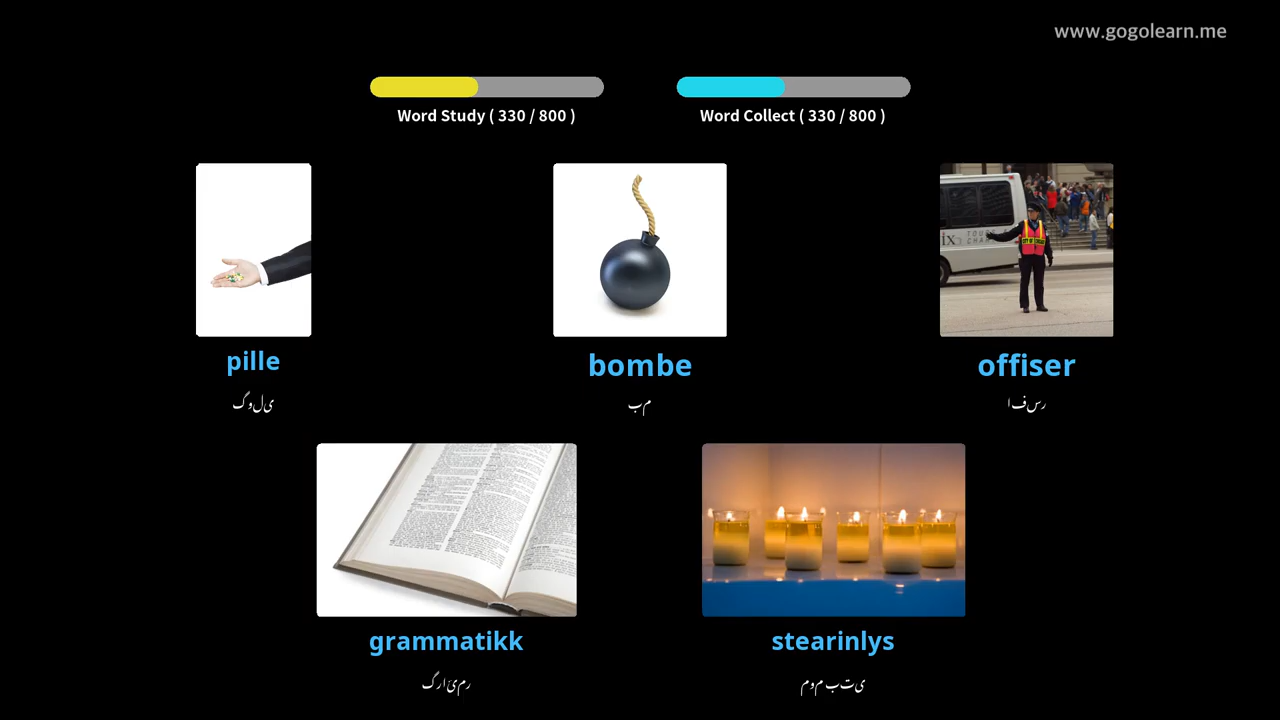 www.gogolearn.me
Word Study ( 330 / 800 )
Word Collect ( 330 / 800 )
pille
گولی
bombe
بم
offiser
افسر
grammatikk
گرائمر
stearinlys
موم بتی